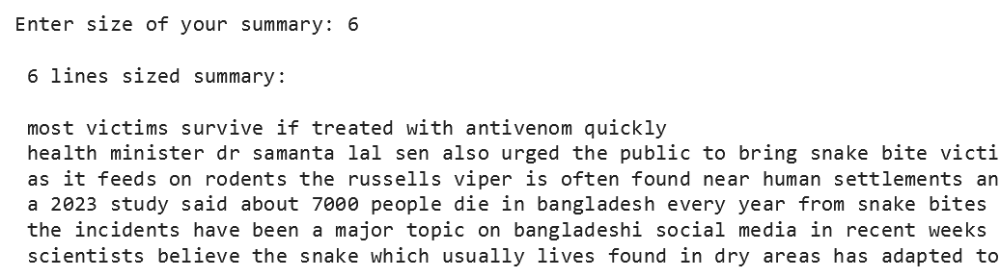 Enter size of your summary: 6
6 lines sized summary:
most victims survive if treated with antivenom quickly
health minister dr samanta lal sen also urged the public to bring snake bite victi
as it feeds on rodents the russells viper is often found near human settlements an
a 2023 study said about 7000 people die in bangladesh every year from snake bites
the incidents have been a major topic on bangladeshi social media in recent weeks
scientists believe the snake which usually lives found in dry areas has adapted to